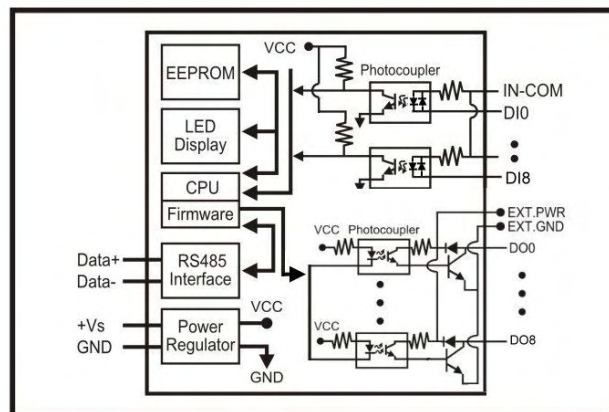 EEPROM
LED
Display
CPU
Firmware
RS485
Interface
Power
Regulator
Data+
Data-
+Vs
GND
VCC
GND
VCC
Photocoupler
IN-COM
DI0
DI8
EXT.PWR
EXT.GND
VCC
Photocoupler
DO0
VCC
DO8